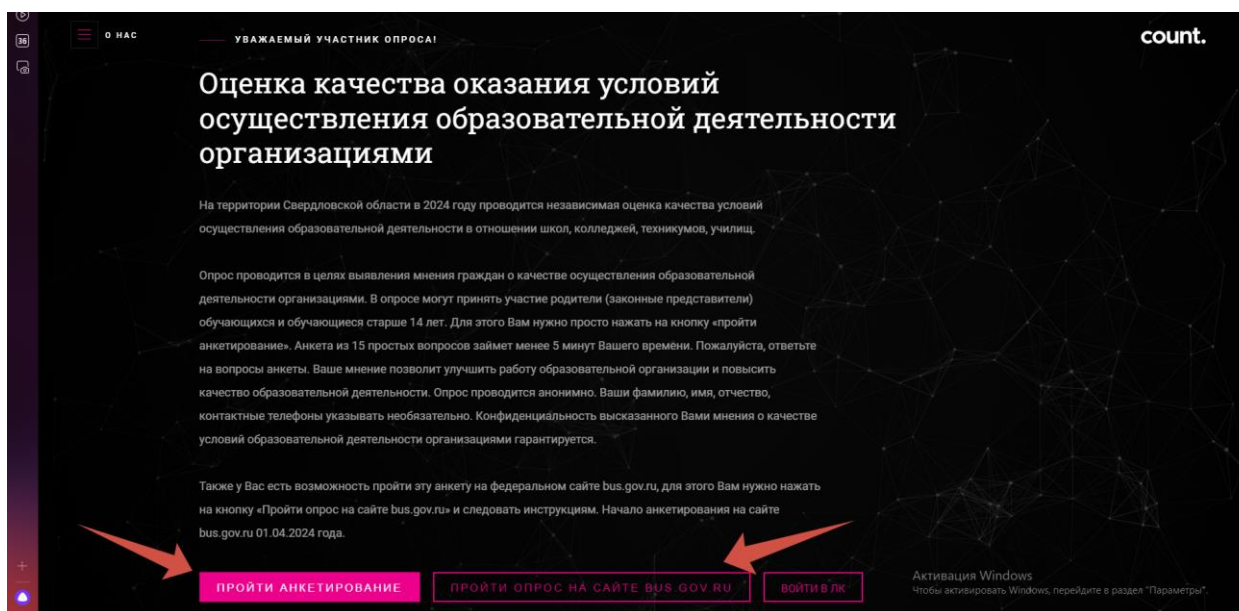 36
О НАС
УВАЖАЕМЫЙ УЧАСТНИК ОПРОСА!
count.
Оценка качества оказания условий
осуществления образовательной деятельности
организациями
На территории Свердловской области в 2024 году проводится независимая оценка качества условий
осуществления образовательной деятельности в отношении школ, колледжей, техникумов, училищ.
Опрос проводится в целях выявления мнения граждан о качестве осуществления образовательной
деятельности организациями. В опросе могут принять участие родители (законные представители)
обучающихся и обучающиеся старше 14 лет. Для этого Вам нужно просто нажать на кнопку «пройти
анкетирование». Анкета из 15 простых вопросов займет менее 5 минут Вашего времени. Пожалуйста, ответьте
на вопросы анкеты. Ваше мнение позволит улучшить работу образовательной организации и повысить
качество образовательной деятельности. Опрос проводится анонимно. Ваши фамилию, имя, отчество,
контактные телефоны указывать необязательно. Конфиденциальность высказанного Вами мнения о качестве
условий образовательной деятельности организациями гарантируется.
Также у Вас есть возможность пройти эту анкету на федеральном сайте bus.gov.ru, для этого Вам нужно нажать
на кнопку «Пройти опрос на сайте bus.gov.ru» и следовать инструкциям. Начало анкетирования на сайте
bus.gov.ru 01.04.2024 года.
ПРОЙТИ АНКЕТИРОВАНИЕ
ПРОЙТИ ОПРОС НА САЙТЕ BUS.GOV.RU
ВОЙТИ В ЛК
Активация Windows
Чтобы активировать Windows, перейдите в раздел "Параметры".